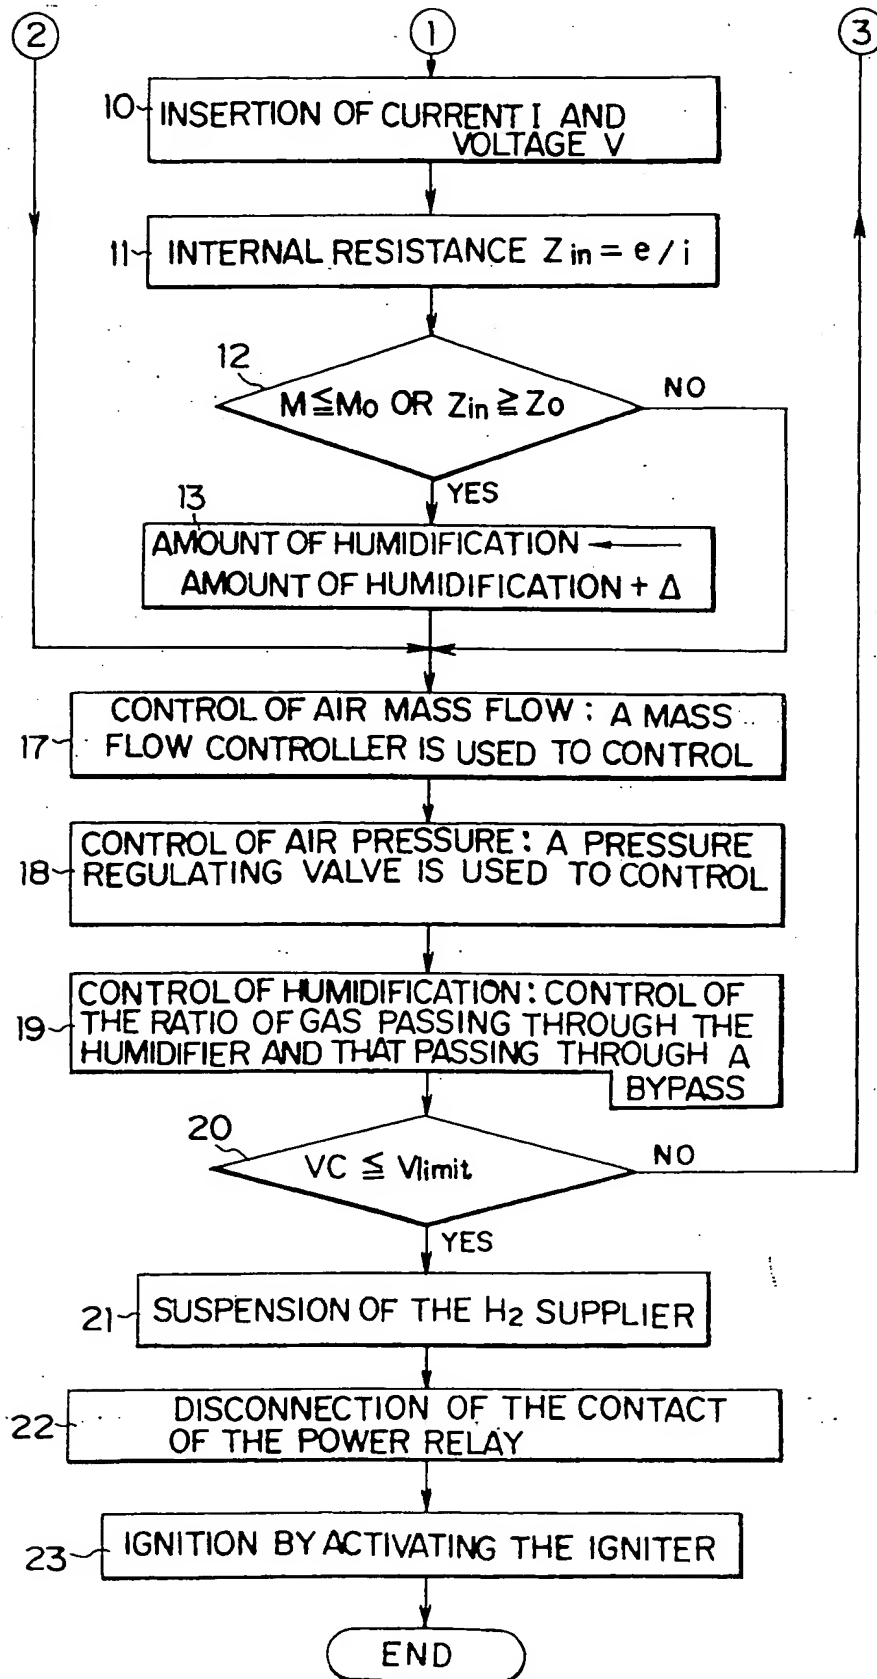 2
1
3
10
INSERTION OF CURRENT I AND
VOLTAGE V
11
INTERNAL RESISTANCE Zin = e / i
12
M ≦ Mo OR Zin ≧ Zo
NO
YES
13
AMOUNT OF HUMIDIFICATION ←
AMOUNT OF HUMIDIFICATION + Δ
17
CONTROL OF AIR MASS FLOW : A MASS
FLOW CONTROLLER IS USED TO CONTROL
18
CONTROL OF AIR PRESSURE : A PRESSURE
REGULATING VALVE IS USED TO CONTROL
19
CONTROL OF HUMIDIFICATION : CONTROL OF
THE RATIO OF GAS PASSING THROUGH THE
HUMIDIFIER AND THAT PASSING THROUGH A
BYPASS
20
VC ≦ Vlimit
NO
YES
21
SUSPENSION OF THE H2 SUPPLIER
22
DISCONNECTION OF THE CONTACT
OF THE POWER RELAY
23
IGNITION BY ACTIVATING THE IGNITER
END